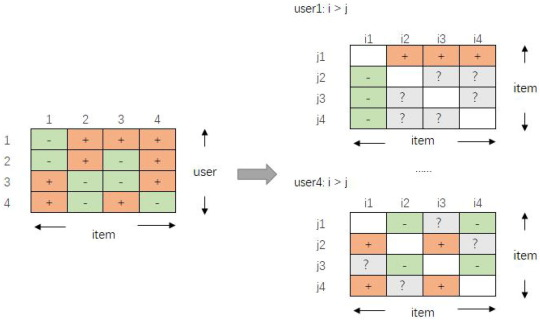 user1: i > j
i1 i2 i3 i4
j1 + + +
j2 - ? ?
j3 - ? ?
j4 - ? ?
item
item
1 2 3 4
1 - + + +
2 - + - +
3 + - - +
4 + - + -
user
item
......
user4: i > j
i1 i2 i3 i4
j1 - ? -
j2 + + ?
j3 ? - -
j4 + ? +
item
item